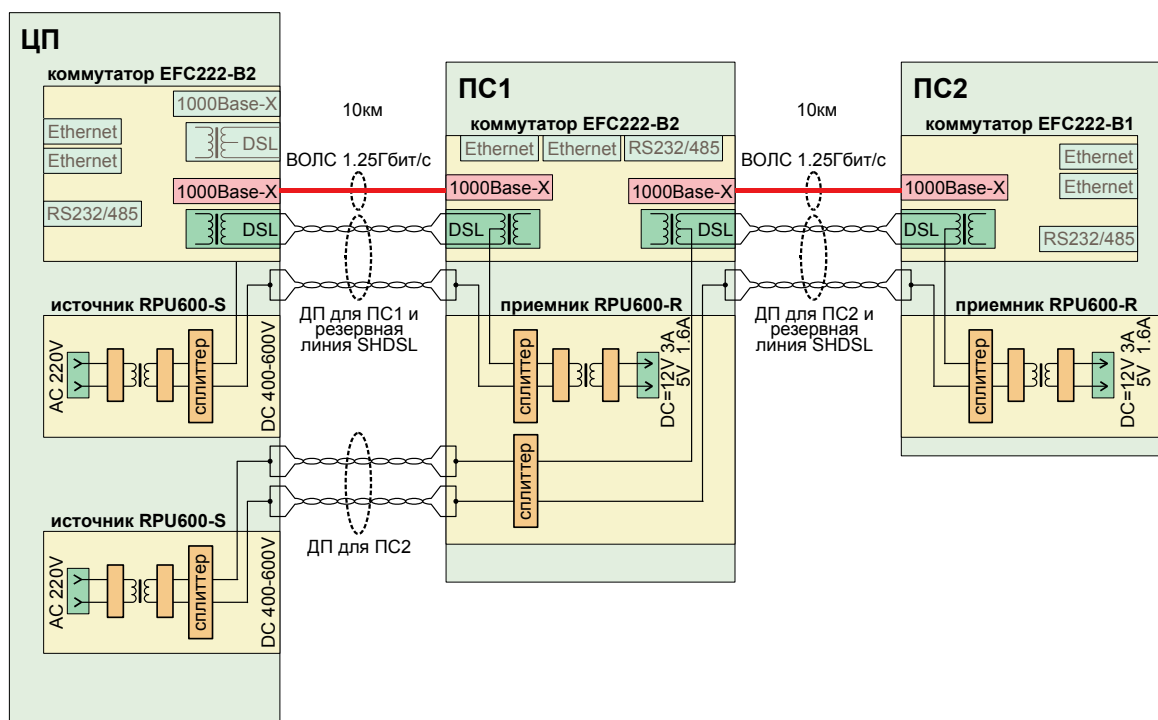 ЦП
коммутатор EFC222-B2
1000Base-X
Ethernet
DSL
Ethernet
1000Base-X
RS232/485
DSL
источник RPU600-S
AC 220V
сплиттер
DC 400-600V
источник RPU600-S
AC 220V
сплиттер
DC 400-600V
10км
ВОЛС 1.25Гбит/с
ДП для ПС1 и
резервная
линия SHDSL
ДП для ПС2
ПС1
коммутатор EFC222-B2
Ethernet
Ethernet
RS232/485
1000Base-X
1000Base-X
DSL
DSL
приемник RPU600-R
сплиттер
DC=12V 3A
5V 1.6A
сплиттер
10км
ВОЛС 1.25Гбит/с
ДП для ПС2 и
резервная
линия SHDSL
ПС2
коммутатор EFC222-B1
Ethernet
Ethernet
1000Base-X
DSL
RS232/485
приемник RPU600-R
сплиттер
DC=12V 3A
5V 1.6A